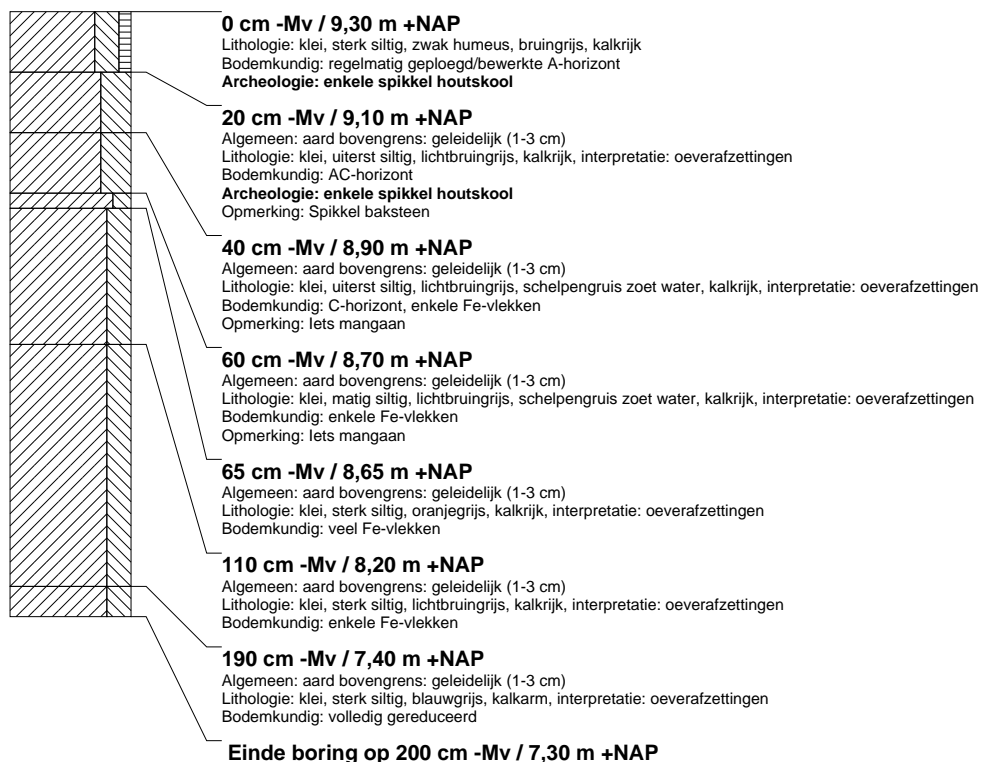 0 cm -Mv / 9,30 m +NAP
Lithologie: klei, sterk siltig, zwak humeus, bruingrijs, kalkrijk
Bodemkundig: regelmatig geploegd/bewerkte A-horizont
Archeologie: enkele spikkel houtskool
20 cm -Mv / 9,10 m +NAP
Algemeen: aard bovengrens: geleidelijk (1-3 cm)
Lithologie: klei, uiterst siltig, lichtbruingrijs, kalkrijk, interpretatie: oeverafzettingen
Bodemkundig: AC-horizont
Archeologie: enkele spikkel houtskool
Opmerking: Spikkel baksteen
40 cm -Mv / 8,90 m +NAP
Algemeen: aard bovengrens: geleidelijk (1-3 cm)
Lithologie: klei, uiterst siltig, lichtbruingrijs, schelpengruis zoet water, kalkrijk, interpretatie: oeverafzettingen
Bodemkundig: C-horizont, enkele Fe-vlekken
Opmerking: Iets mangaan
60 cm -Mv / 8,70 m +NAP
Algemeen: aard bovengrens: geleidelijk (1-3 cm)
Lithologie: klei, matig siltig, lichtbruingrijs, schelpengruis zoet water, kalkrijk, interpretatie: oeverafzettingen
Bodemkundig: enkele Fe-vlekken
Opmerking: Iets mangaan
65 cm -Mv / 8,65 m +NAP
Algemeen: aard bovengrens: geleidelijk (1-3 cm)
Lithologie: klei, sterk siltig, oranjegrijs, kalkrijk, interpretatie: oeverafzettingen
Bodemkundig: veel Fe-vlekken
110 cm -Mv / 8,20 m +NAP
Algemeen: aard bovengrens: geleidelijk (1-3 cm)
Lithologie: klei, sterk siltig, lichtbruingrijs, kalkrijk, interpretatie: oeverafzettingen
Bodemkundig: enkele Fe-vlekken
190 cm -Mv / 7,40 m +NAP
Algemeen: aard bovengrens: geleidelijk (1-3 cm)
Lithologie: klei, sterk siltig, blauwgrijs, kalkarm, interpretatie: oeverafzettingen
Bodemkundig: volledig gereduceerd
Einde boring op 200 cm -Mv / 7,30 m +NAP